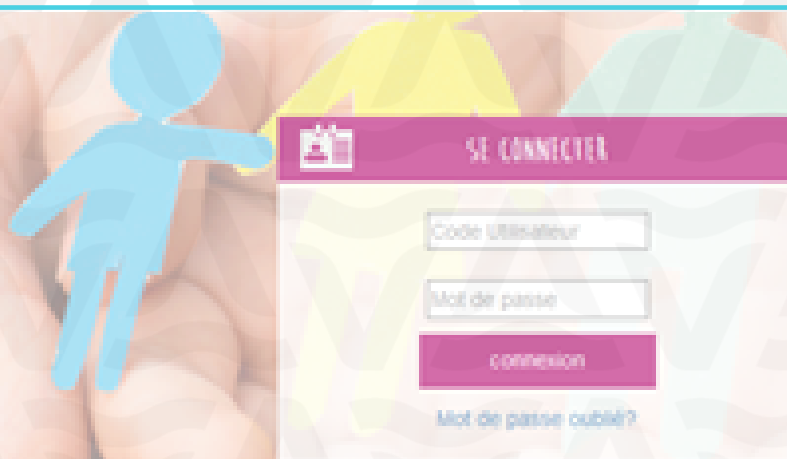 SE CONNECTER
Code Utilisateur
Mot de passe
connexion
Mot de passe oublié?